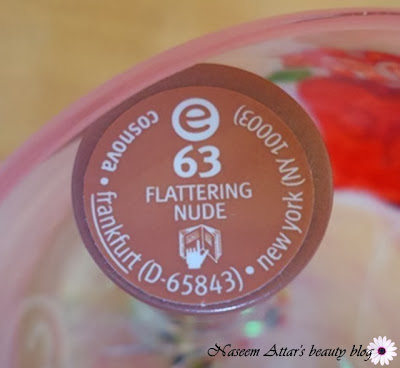 e
63
FLATTERING
NUDE
cosnova • frankfurt (D-65843) • new york (NY 10003)
Naseem Attar's beauty blog